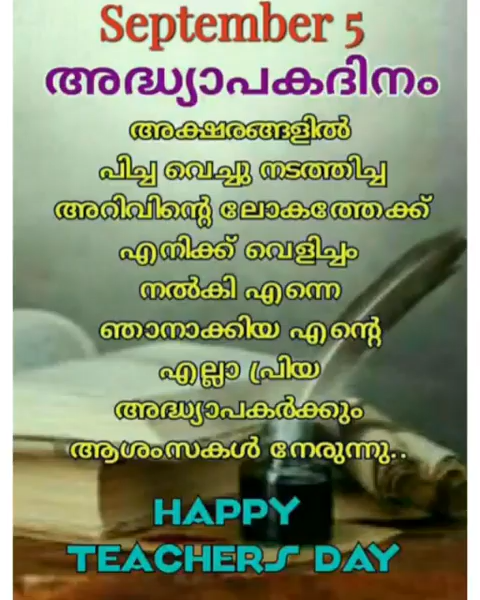 September 5
അദ്ധ്യാപകദിനം
അക്ഷരങ്ങളിൽ
പിച്ച വെച്ചു നടത്തിച്ച
അറിവിന്റെ ലോകത്തേക്ക്
എനിക്ക് വെളിച്ചം
നൽകി എന്നെ
ഞാനാക്കിയ എന്റെ
എല്ലാ പ്രിയ
അദ്ധ്യാപകർക്കും
ആശംസകൾ നേരുന്നു..
HAPPY
TEACHERS DAY